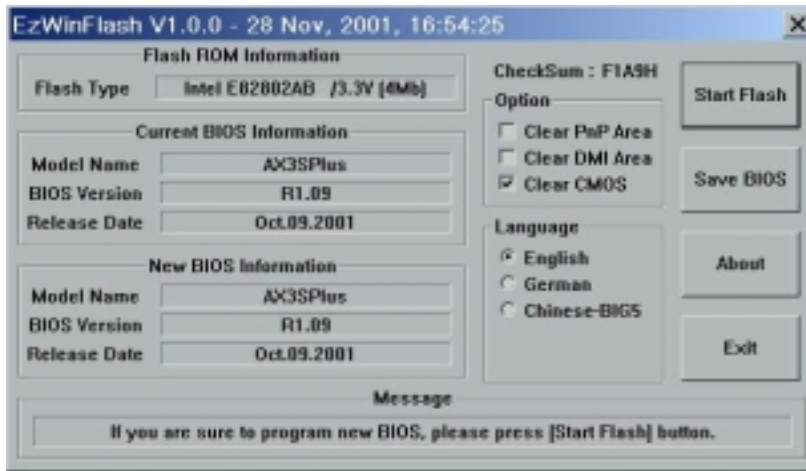 EzWinFlash V1.0.0 - 28 Nov, 2001, 16:54:25
Flash ROM Information
Flash Type Intel E82802AB /3.3V (4Mb)
Current BIOS Information
Model Name AX3SPlus
BIOS Version R1.09
Release Date Oct.09.2001
New BIOS Information
Model Name AX3SPlus
BIOS Version R1.09
Release Date Oct.09.2001
CheckSum : F1A9H
Option
Clear PnP Area
Clear DMI Area
Clear CMOS
Language
English
German
Chinese-BIG5
Start Flash
Save BIOS
About
Exit
Message
If you are sure to program new BIOS, please press [Start Flash] button.